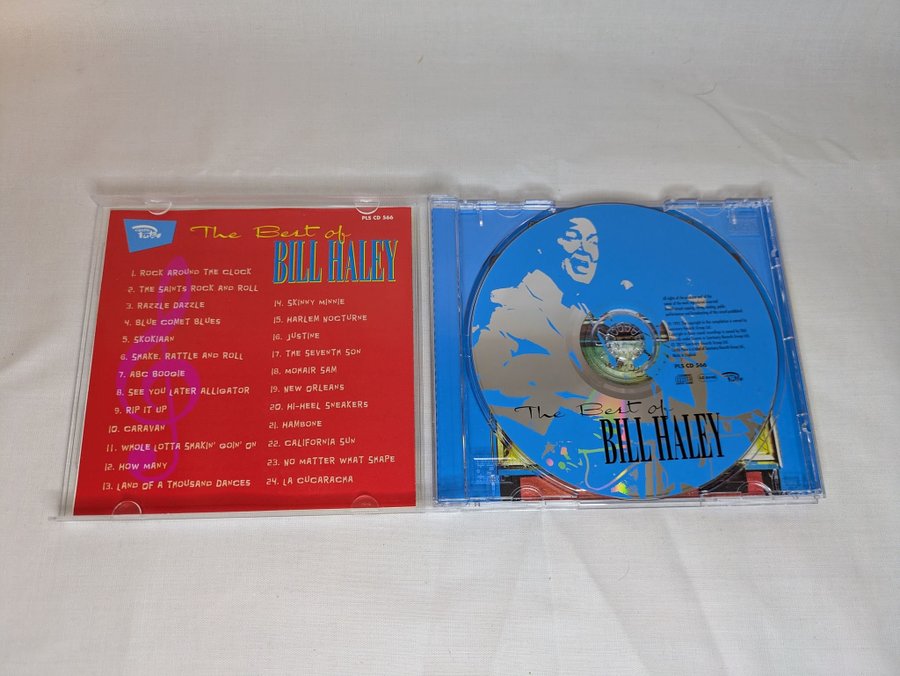 PLS CD 566
Pulse
The Best of
BILL HALEY
1. ROCK AROUND THE CLOCK
2. THE SAINTS ROCK AND ROLL
3. RAZZLE DAZZLE
4. BLUE COMET BLUES
5. SKOKIAAN
6. SHAKE, RATTLE AND ROLL
7. ABC BOOGIE
8. SEE YOU LATER ALLIGATOR
9. RIP IT UP
10. CARAVAN
11. WHOLE LOTTA SHAKIN' GOIN' ON
12. HOW MANY
13. LAND OF A THOUSAND DANCES
14. SKINNY MINNIE
15. HARLEM NOCTURNE
16. JUSTINE
17. THE SEVENTH SON
18. MOHAIR SAM
19. NEW ORLEANS
20. HI-HEEL SNEAKERS
21. HAMBONE
22. CALIFORNIA SUN
23. NO MATTER WHAT SHAPE
24. LA CUCARACHA
PLS CD 566
The Best of
BILL HALEY